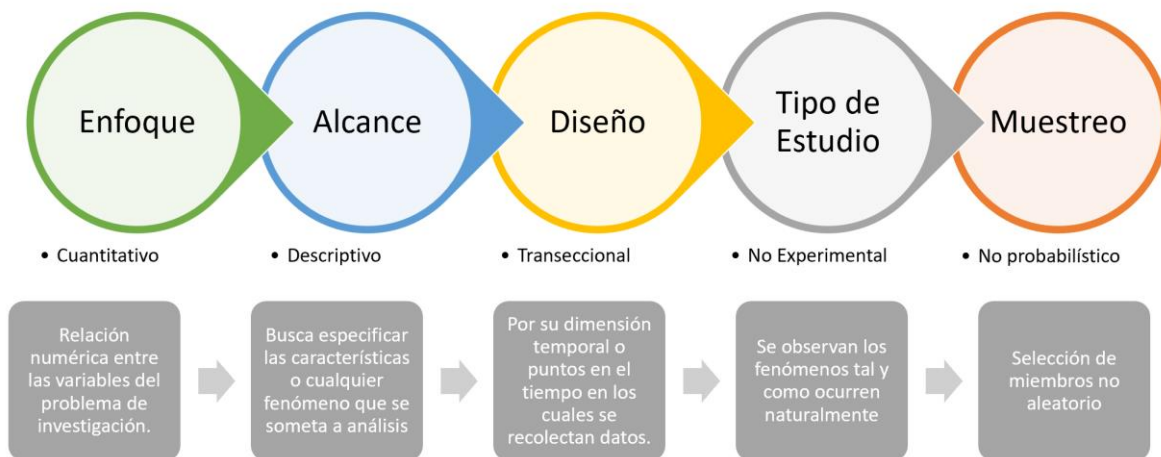 Enfoque
Alcance
Diseño
Tipo de
Estudio
Muestreo
• Cuantitativo
• Descriptivo
• Transeccional
• No Experimental
• No probabilístico
Relación
numérica entre
las variables del
problema de
investigación.
Busca especificar
las características
o cualquier
fenómeno que se
someta a análisis
Por su dimensión
temporal o
puntos en el
tiempo en los
cuales se
recolectan datos.
Se observan los
fenómenos tal y
como ocurren
naturalmente
Selección de
miembros no
aleatorio